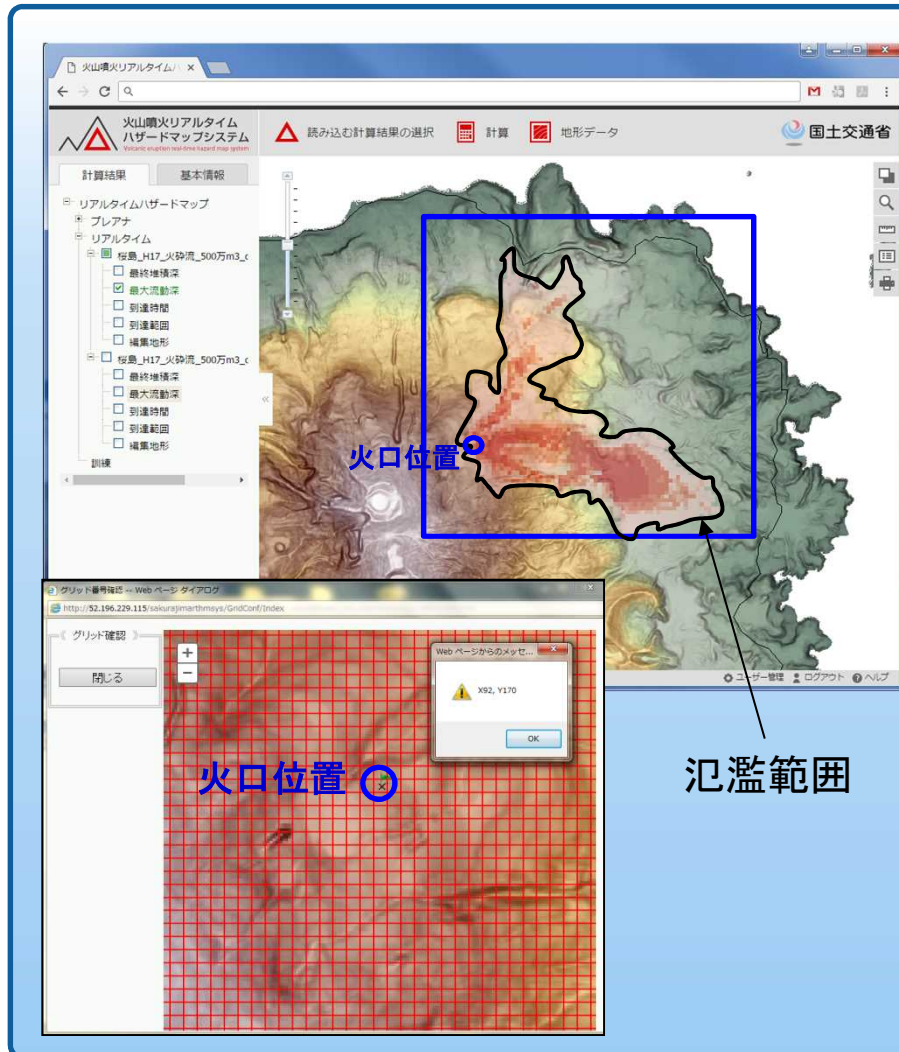 火山噴火リアルタイムハ
火山噴火リアルタイム
ハザードマップシステム
Volcanic eruption real-time hazard map system
読み込む計算結果の選択
計算
地形データ
国土交通省
計算結果
基本情報
リアルタイムハザードマップ
プレアナ
リアルタイム
桜島_H17_火砕流_500万m3_c
最終堆積深
最大流動深
到達時間
到達範囲
編集地形
桜島_H17_火砕流_500万m3_c
最終堆積深
最大流動深
到達時間
到達範囲
編集地形
訓練
火口位置
ユーザー管理
ログアウト
ヘルプ
氾濫範囲
グリッド番号確認 -- Web ページ ダイアログ
http://52.196.229.115/sakurajimarthmsys/GridConf/Index
グリッド確認
閉じる
+
−
Web ページからのメッセ...
X92, Y170
OK
火口位置